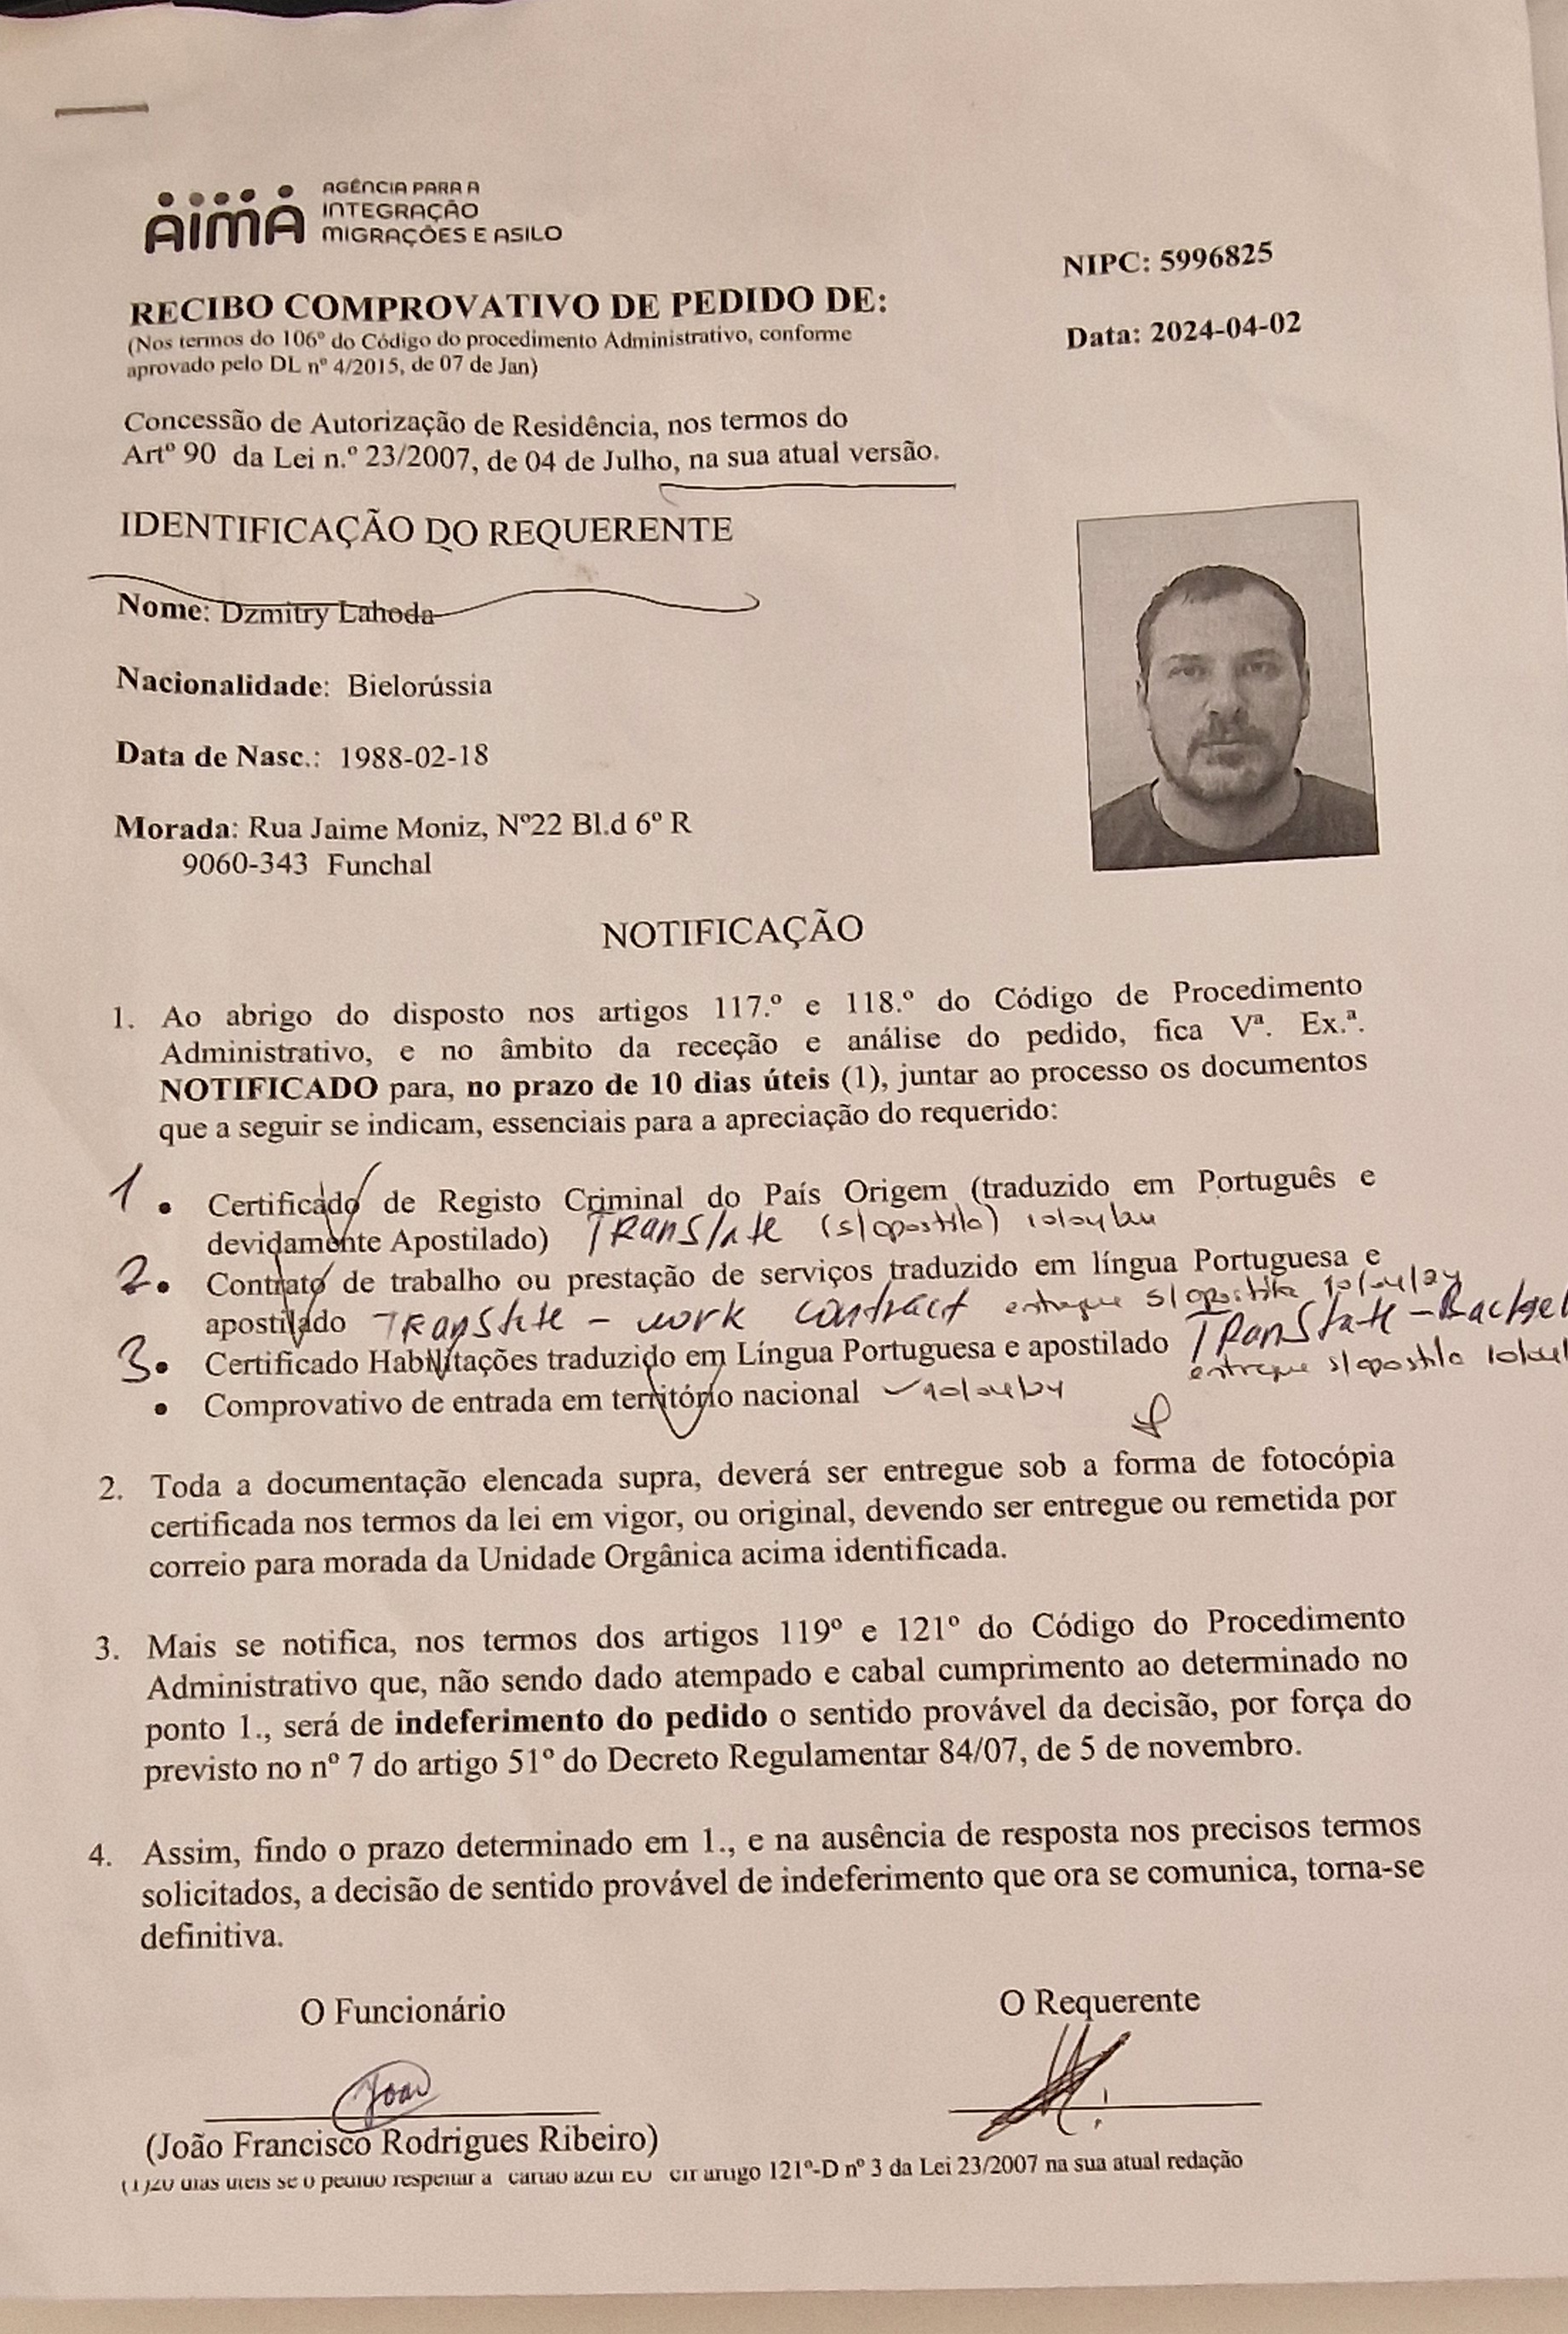 AIMA
AGÊNCIA PARA A
INTEGRAÇÃO
MIGRAÇÕES E ASILO
NIPC: 5996825
RECIBO COMPROVATIVO DE PEDIDO DE:
(Nos termos do 106º do Código do procedimento Administrativo, conforme
aprovado pelo DL nº 4/2015, de 07 de Jan)
Data: 2024-04-02
Concessão de Autorização de Residência, nos termos do
Artº 90 da Lei n.º 23/2007, de 04 de Julho, na sua atual versão.
IDENTIFICAÇÃO DO REQUERENTE
Nome: Dzmitry Lahoda
Nacionalidade: Bielorússia
Data de Nasc.: 1988-02-18
Morada: Rua Jaime Moniz, Nº22 Bl.d 6º R
9060-343 Funchal
NOTIFICAÇÃO
1. Ao abrigo do disposto nos artigos 117.º e 118.º do Código de Procedimento
Administrativo, e no âmbito da receção e análise do pedido, fica Vª. Ex.ª.
NOTIFICADO para, no prazo de 10 dias úteis (1), juntar ao processo os documentos
que a seguir se indicam, essenciais para a apreciação do requerido:
1 • Certificado de Registo Criminal do País Origem (traduzido em Português e
devidamente Apostilado) TRANSlate (s/apostila)
2 • Contrato de trabalho ou prestação de serviços traduzido em língua Portuguesa e
apostilado TRANSlate - work contract entregue s/apostila 10/04/24
3 • Certificado Habilitações traduzido em Língua Portuguesa e apostilado TRANSlate -
entregue s/apostila
• Comprovativo de entrada em território nacional 10/04/24
2. Toda a documentação elencada supra, deverá ser entregue sob a forma de fotocópia
certificada nos termos da lei em vigor, ou original, devendo ser entregue ou remetida por
correio para morada da Unidade Orgânica acima identificada.
3. Mais se notifica, nos termos dos artigos 119º e 121º do Código do Procedimento
Administrativo que, não sendo dado atempado e cabal cumprimento ao determinado no
ponto 1., será de indeferimento do pedido o sentido provável da decisão, por força do
previsto no nº 7 do artigo 51º do Decreto Regulamentar 84/07, de 5 de novembro.
4. Assim, findo o prazo determinado em 1., e na ausência de resposta nos precisos termos
solicitados, a decisão de sentido provável de indeferimento que ora se comunica, torna-se
definitiva.
O Funcionário
O Requerente
(João Francisco Rodrigues Ribeiro)
(1)20 dias úteis se o pedido respeitar a cartão azul EU cfr artigo 121º-D nº 3 da Lei 23/2007 na sua atual redação